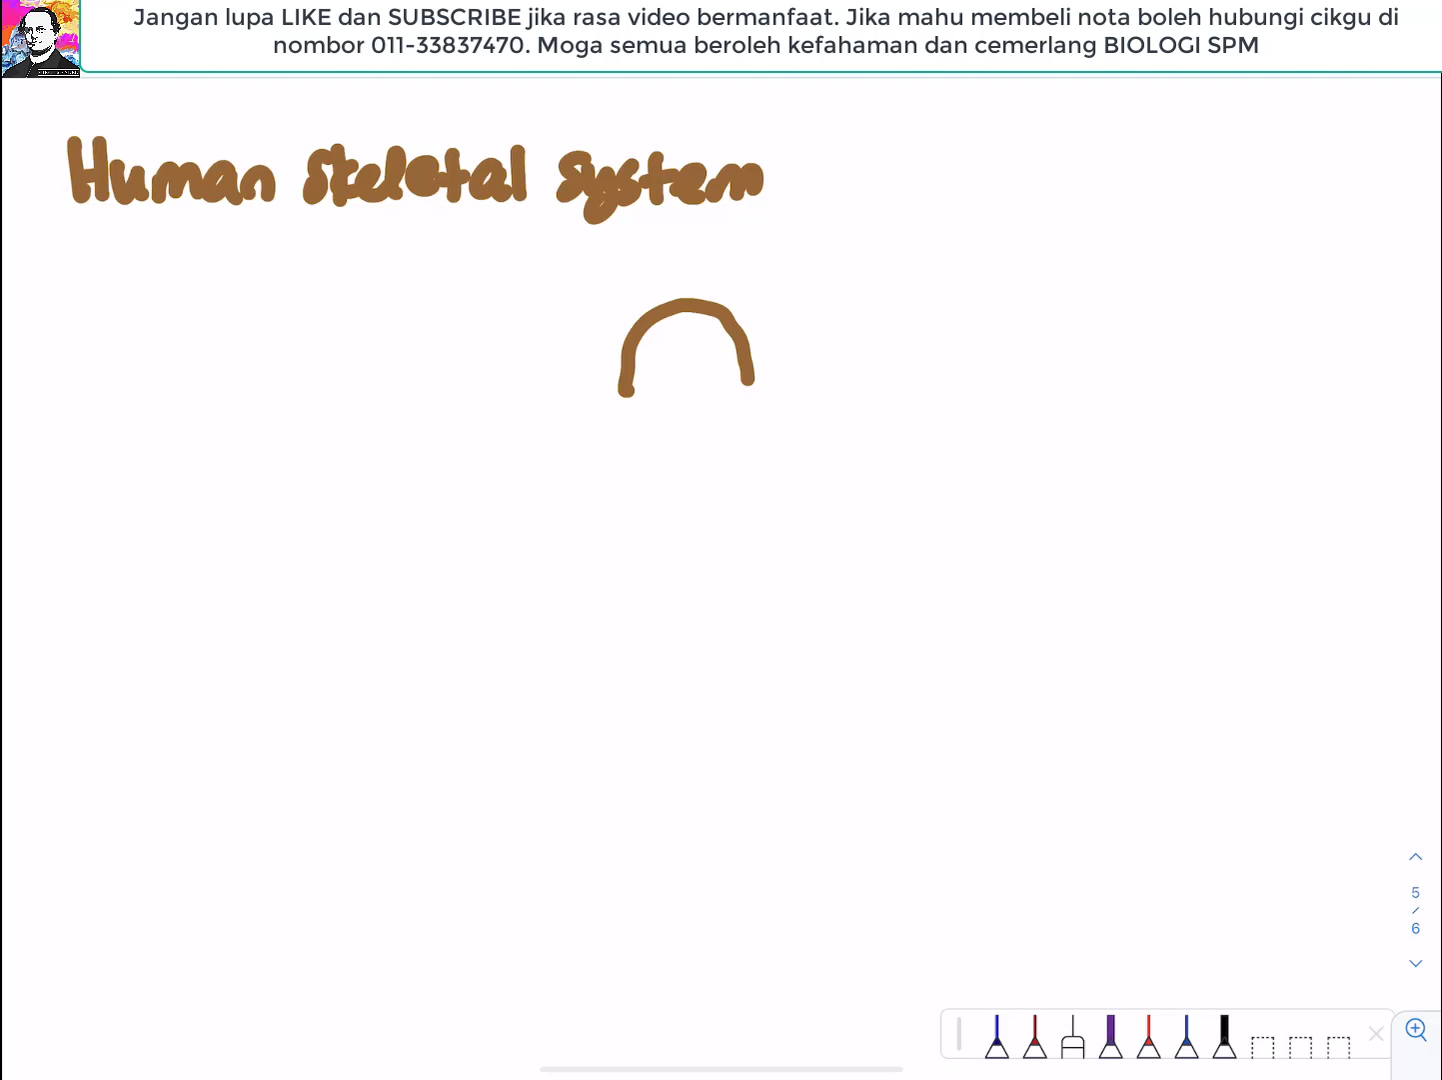 Jangan lupa LIKE dan SUBSCRIBE jika rasa video bermanfaat. Jika mahu membeli nota boleh hubungi cikgu di
nombor 011-33837470. Moga semua beroleh kefahaman dan cemerlang BIOLOGI SPM
Human Skeletal System
5
/
6